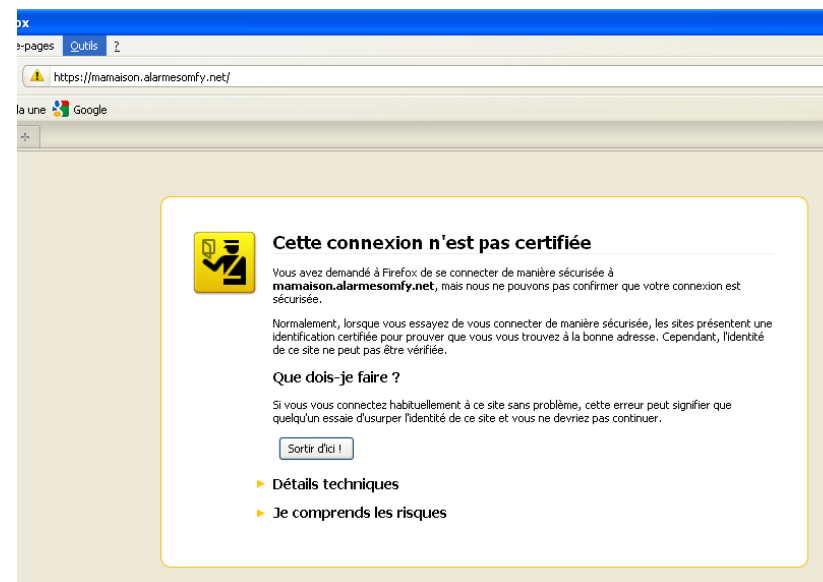 ox
e-pages Outils ?
https://mamaison.alarmesomfy.net/
la une Google
Cette connexion n'est pas certifiée
Vous avez demandé à Firefox de se connecter de manière sécurisée à
mamaison.alarmesomfy.net, mais nous ne pouvons pas confirmer que votre connexion est
sécurisée.
Normalement, lorsque vous essayez de vous connecter de manière sécurisée, les sites présentent une
identification certifiée pour prouver que vous vous trouvez à la bonne adresse. Cependant, l'identité
de ce site ne peut pas être vérifiée.
Que dois-je faire ?
Si vous vous connectez habituellement à ce site sans problème, cette erreur peut signifier que
quelqu'un essaie d'usurper l'identité de ce site et vous ne devriez pas continuer.
Sortir d'ici !
Détails techniques
Je comprends les risques